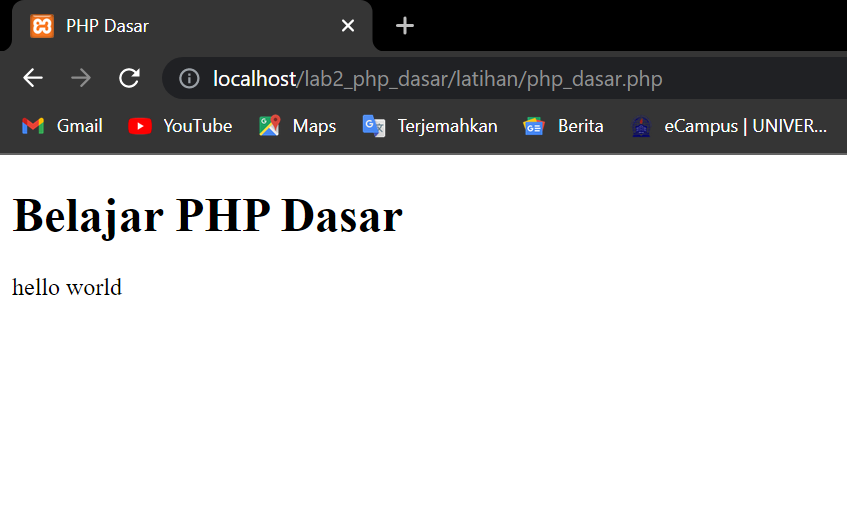 PHP Dasar
localhost/lab2_php_dasar/latihan/php_dasar.php
Gmail YouTube Maps Terjemahkan Berita eCampus | UNIVER...
Belajar PHP Dasar
hello world